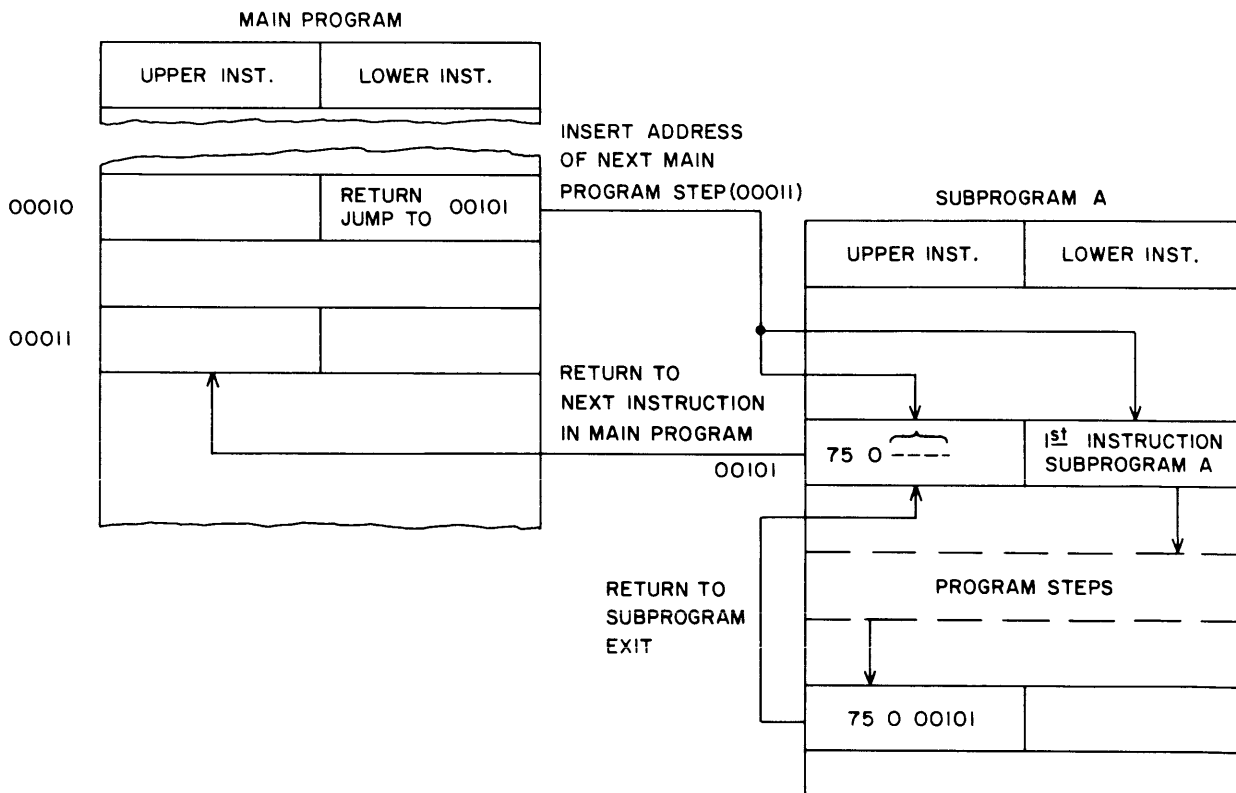 MAIN PROGRAM
UPPER INST. LOWER INST.
INSERT ADDRESS
OF NEXT MAIN
PROGRAM STEP (00011)
00010
RETURN
JUMP TO 00101
SUBPROGRAM A
UPPER INST. LOWER INST.
00011
RETURN TO
NEXT INSTRUCTION
IN MAIN PROGRAM
00101
75 0 ----
1st INSTRUCTION
SUBPROGRAM A
PROGRAM STEPS
RETURN TO
SUBPROGRAM
EXIT
75 0 00101